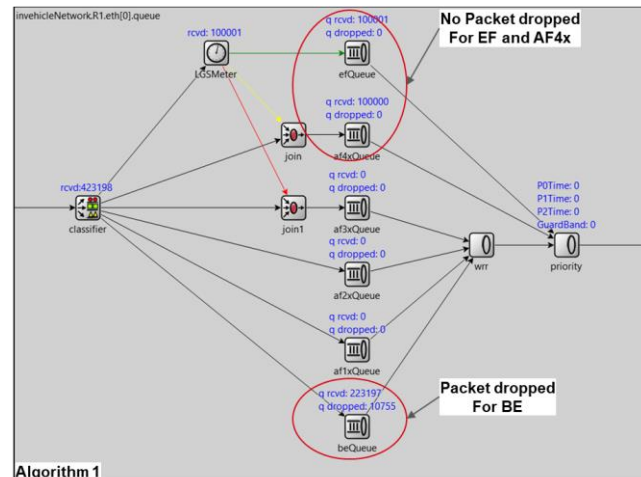 invehicleNetwork.R1.eth[0].queue
rcvd: 100001
LGSMeter
q rcvd: 100001
q dropped: 0
efQueue
No Packet dropped
For EF and AF4x
join
q rcvd: 100000
q dropped: 0
af4xQueue
rcvd:423198
classifier
join1
q rcvd: 0
q dropped: 0
af3xQueue
wrr
P0Time: 0
P1Time: 0
P2Time: 0
GuardBand: 0
priority
q rcvd: 0
q dropped: 0
af2xQueue
q rcvd: 0
q dropped: 0
af1xQueue
q rcvd: 223197
q dropped: 10755
beQueue
Packet dropped
For BE
Algorithm 1